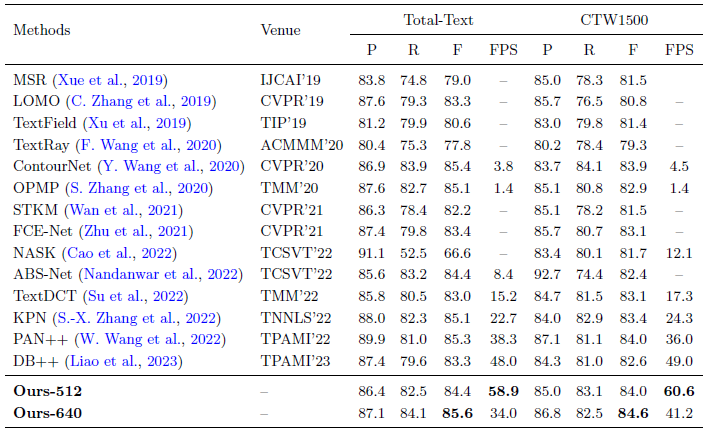 Methods Venue Total-Text CTW1500
P R F FPS P R F FPS
MSR (Xue et al., 2019) IJCAI'19 83.8 74.8 79.0 – 85.0 78.3 81.5
LOMO (C. Zhang et al., 2019) CVPR'19 87.6 79.3 83.3 – 85.7 76.5 80.8 –
TextField (Xu et al., 2019) TIP'19 81.2 79.9 80.6 – 83.0 79.8 81.4 –
TextRay (F. Wang et al., 2020) ACMMM'20 80.4 75.3 77.8 – 80.2 78.4 79.3 –
ContourNet (Y. Wang et al., 2020) CVPR'20 86.9 83.9 85.4 3.8 83.7 84.1 83.9 4.5
OPMP (S. Zhang et al., 2020) TMM'20 87.6 82.7 85.1 1.4 85.1 80.8 82.9 1.4
STKM (Wan et al., 2021) CVPR'21 86.3 78.4 82.2 – 85.1 78.2 81.5 –
FCE-Net (Zhu et al., 2021) CVPR'21 87.4 79.8 83.4 – 85.7 80.7 83.1 –
NASK (Cao et al., 2022) TCSVT'22 91.1 52.5 66.6 – 83.4 80.1 81.7 12.1
ABS-Net (Nandanwar et al., 2022) TCSVT'22 85.6 83.2 84.4 8.4 92.7 74.4 82.4 –
TextDCT (Su et al., 2022) TMM'22 85.8 80.5 83.0 15.2 84.7 81.5 83.1 17.3
KPN (S.-X. Zhang et al., 2022) TNNLS'22 88.0 82.3 85.1 22.7 84.0 82.9 83.4 24.3
PAN++ (W. Wang et al., 2022) TPAMI'22 89.9 81.0 85.3 38.3 87.1 81.1 84.0 36.0
DB++ (Liao et al., 2023) TPAMI'23 87.4 79.6 83.3 48.0 84.3 81.0 82.6 49.0
Ours-512 – 86.4 82.5 84.4 58.9 85.0 83.1 84.0 60.6
Ours-640 – 87.1 84.1 85.6 34.0 86.8 82.5 84.6 41.2